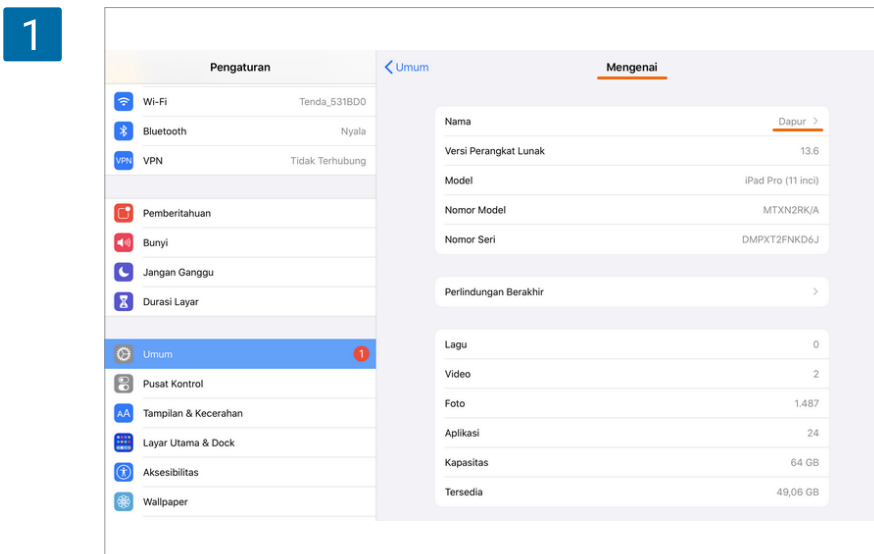 1
Pengaturan
Umum
Mengenai
Wi-Fi Tenda_531BD0
Bluetooth Nyala
VPN VPN Tidak Terhubung
Pemberitahuan
Bunyi
Jangan Ganggu
Durasi Layar
Umum 1
Pusat Kontrol
AA Tampilan & Kecerahan
Layar Utama & Dock
Aksesibilitas
Wallpaper
Nama Dapur
Versi Perangkat Lunak 13.6
Model iPad Pro (11 inci)
Nomor Model MTXN2RK/A
Nomor Seri DMPXT2FNKD6J
Perlindungan Berakhir
Lagu 0
Video 2
Foto 1.487
Aplikasi 24
Kapasitas 64 GB
Tersedia 49,06 GB